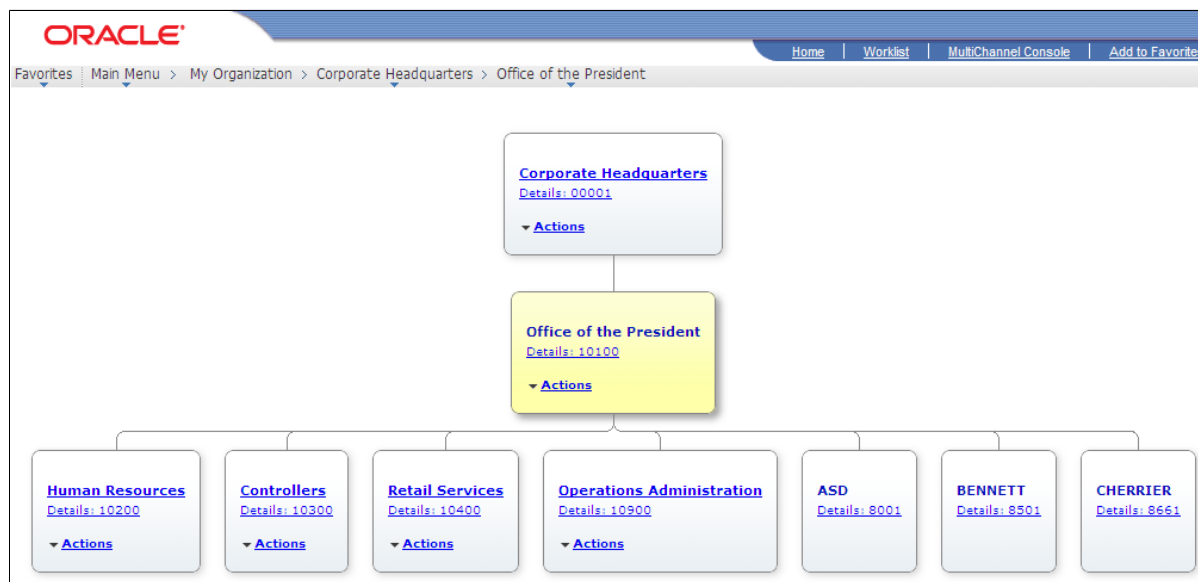 ORACLE
Home Worklist MultiChannel Console Add to Favorite
Favorites Main Menu > My Organization > Corporate Headquarters > Office of the President
Corporate Headquarters
Details: 00001
Actions
Office of the President
Details: 10100
Actions
Human Resources
Details: 10200
Actions
Controllers
Details: 10300
Actions
Retail Services
Details: 10400
Actions
Operations Administration
Details: 10900
Actions
ASD
Details: 8001
BENNETT
Details: 8501
CHERRIER
Details: 8661